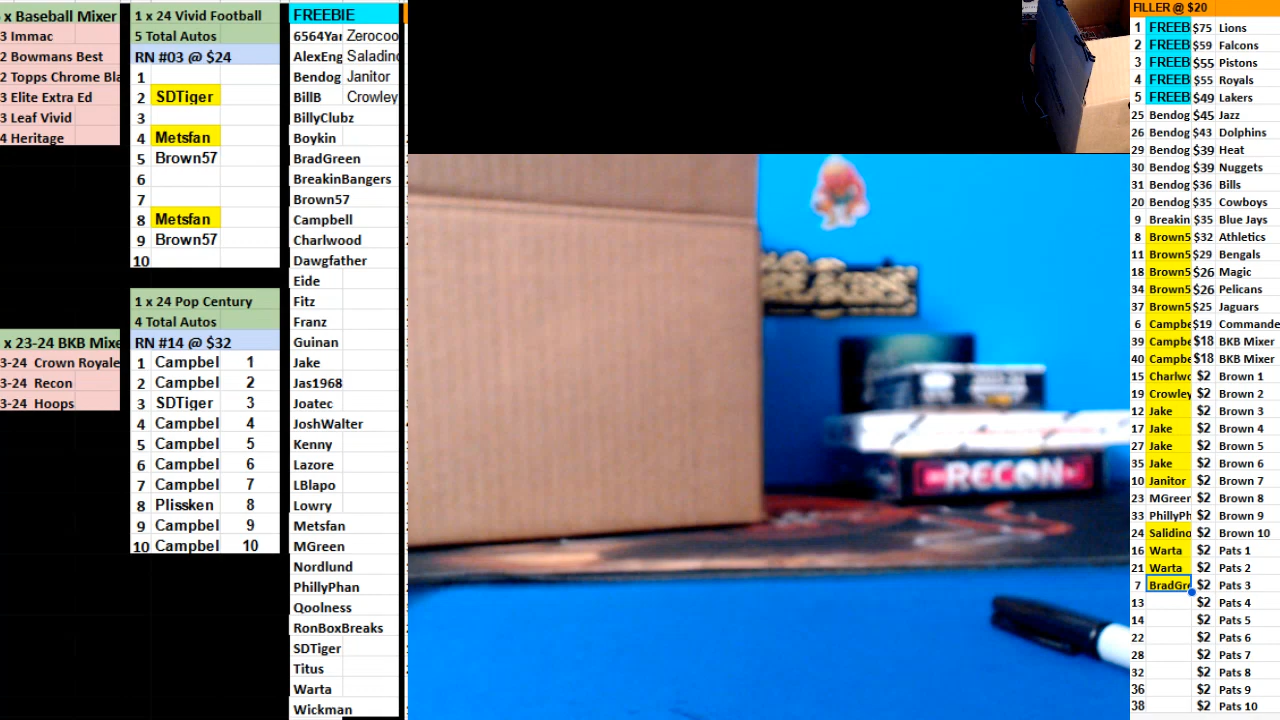 x Baseball Mixer
3 Immac
2 Bowmans Best
2 Topps Chrome Bla
3 Elite Extra Ed
3 Leaf Vivid
4 Heritage
x 23-24 BKB Mixe
3-24 Crown Royale
3-24 Recon
3-24 Hoops
1 x 24 Vivid Football
5 Total Autos
RN #03 @ $24
1
2 SDTiger
3
4 Metsfan
5 Brown57
6
7
8 Metsfan
9 Brown57
10
1 x 24 Pop Century
4 Total Autos
RN #14 @ $32
1 Campbel 1
2 Campbel 2
3 SDTiger 3
4 Campbel 4
5 Campbel 5
6 Campbel 6
7 Campbel 7
8 Plissken 8
9 Campbel 9
10 Campbel 10
FREEBIE
6564Yar Zerocoo
AlexEng Saladino
Bendog Janitor
BillB Crowley
BillyClubz
Boykin
BradGreen
BreakinBangers
Brown57
Campbell
Charlwood
Dawgfather
Eide
Fitz
Franz
Guinan
Jake
Jas1968
Joatec
JoshWalter
Kenny
Lazore
LBlapo
Lowry
Metsfan
MGreen
Nordlund
PhillyPhan
Qoolness
RonBoxBreaks
SDTiger
Titus
Warta
Wickman
RECON
FILLER @ $20
1 FREEB $75 Lions
2 FREEB $59 Falcons
3 FREEB $55 Pistons
4 FREEB $55 Royals
5 FREEB $49 Lakers
25 Bendog $45 Jazz
26 Bendog $43 Dolphins
29 Bendog $39 Heat
30 Bendog $39 Nuggets
31 Bendog $36 Bills
20 Bendog $35 Cowboys
9 Breakin $35 Blue Jays
8 Brown5 $32 Athletics
11 Brown5 $29 Bengals
18 Brown5 $26 Magic
34 Brown5 $26 Pelicans
37 Brown5 $25 Jaguars
6 Campbe $19 Commande
39 Campbe $18 BKB Mixer
40 Campbe $18 BKB Mixer
15 Charlwo $2 Brown 1
19 Crowley $2 Brown 2
12 Jake $2 Brown 3
17 Jake $2 Brown 4
27 Jake $2 Brown 5
35 Jake $2 Brown 6
10 Janitor $2 Brown 7
23 MGreen $2 Brown 8
33 PhillyPh $2 Brown 9
24 Salidino $2 Brown 10
16 Warta $2 Pats 1
21 Warta $2 Pats 2
7 BradGre $2 Pats 3
13 $2 Pats 4
14 $2 Pats 5
22 $2 Pats 6
28 $2 Pats 7
32 $2 Pats 8
36 $2 Pats 9
38 $2 Pats 10